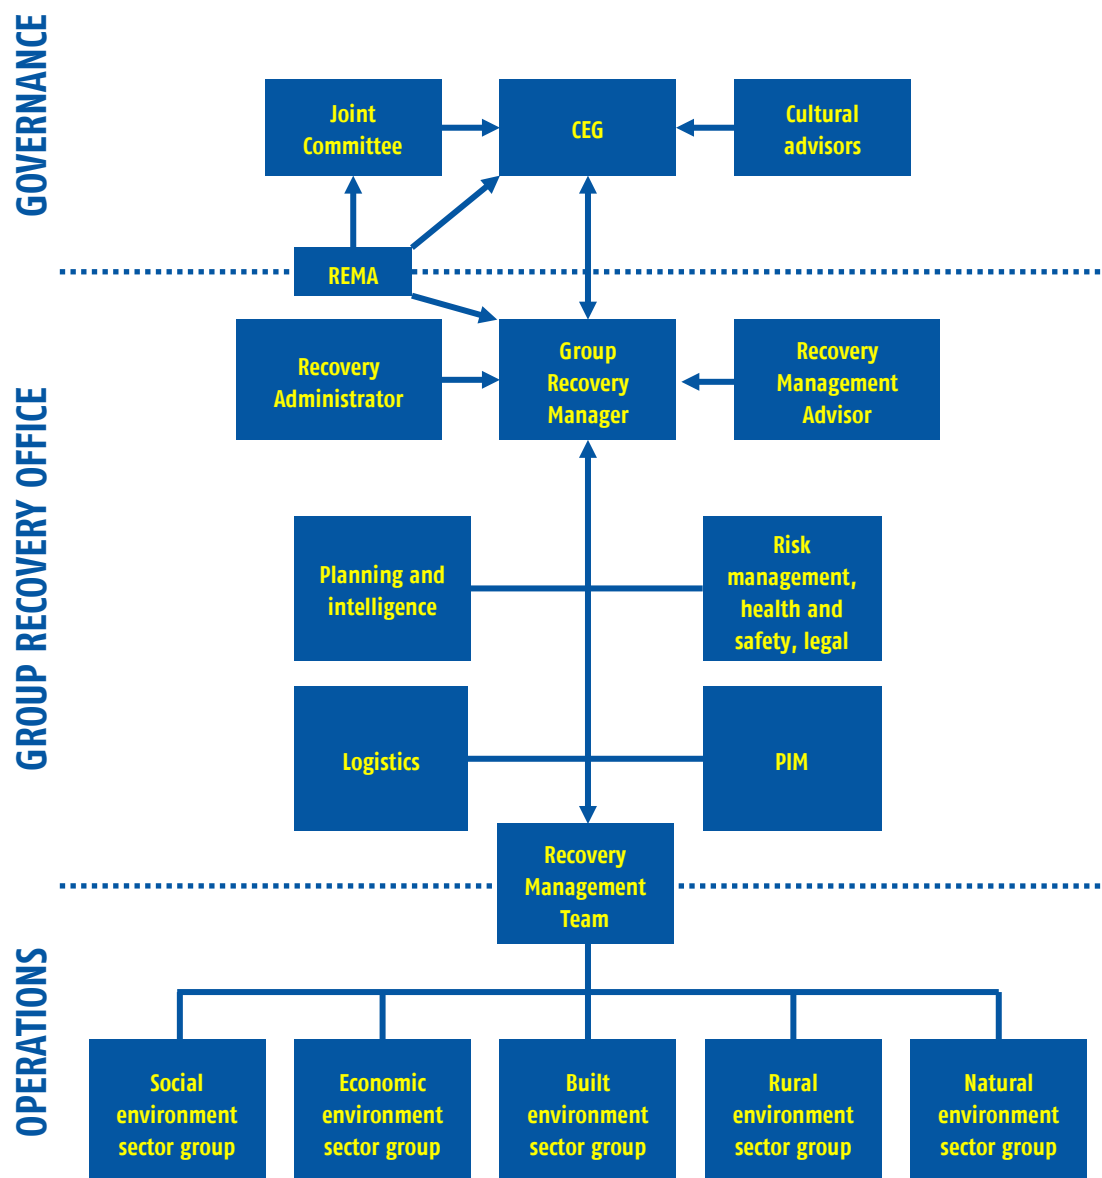 GOVERNANCE
Joint
Committee
CEG
Cultural
advisors
REMA
GROUP RECOVERY OFFICE
Recovery
Administrator
Group
Recovery
Manager
Recovery
Management
Advisor
Planning and
intelligence
Risk
management,
health and
safety, legal
Logistics
PIM
Recovery
Management
Team
OPERATIONS
Social
environment
sector group
Economic
environment
sector group
Built
environment
sector group
Rural
environment
sector group
Natural
environment
sector group